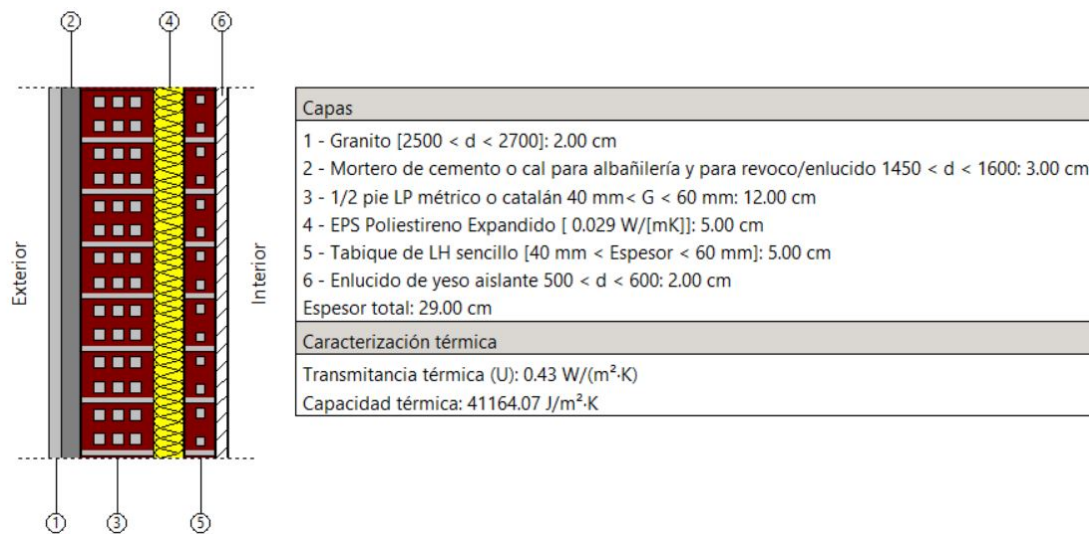 2
4
6
Exterior
Interior
1
3
5
Capas
1 - Granito [2500 < d < 2700]: 2.00 cm
2 - Mortero de cemento o cal para albañilería y para revoco/enlucido 1450 < d < 1600: 3.00 cm
3 - 1/2 pie LP métrico o catalán 40 mm< G < 60 mm: 12.00 cm
4 - EPS Poliestireno Expandido [ 0.029 W/[mK]]: 5.00 cm
5 - Tabique de LH sencillo [40 mm < Espesor < 60 mm]: 5.00 cm
6 - Enlucido de yeso aislante 500 < d < 600: 2.00 cm
Espesor total: 29.00 cm
Caracterización térmica
Transmitancia térmica (U): 0.43 W/(m²·K)
Capacidad térmica: 41164.07 J/m²·K